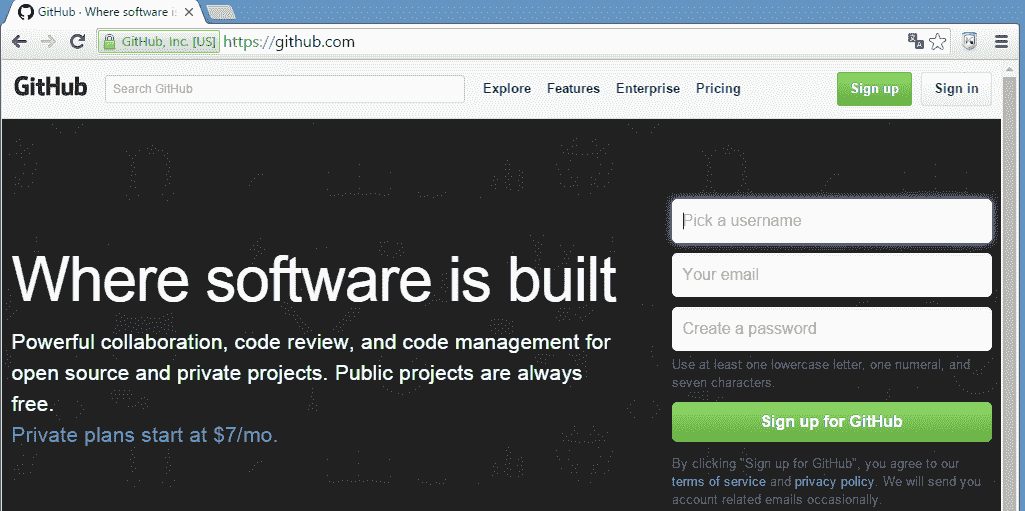 GitHub · Where software i
GitHub, Inc. [US] https://github.com
GitHub Search GitHub Explore Features Enterprise Pricing Sign up Sign in
Where software is built
Powerful collaboration, code review, and code management for
open source and private projects. Public projects are always
free.
Private plans start at $7/mo.
Pick a username
Your email
Create a password
Use at least one lowercase letter, one numeral, and
seven characters.
Sign up for GitHub
By clicking "Sign up for GitHub", you agree to our
terms of service and privacy policy. We will send you
account related emails occasionally.